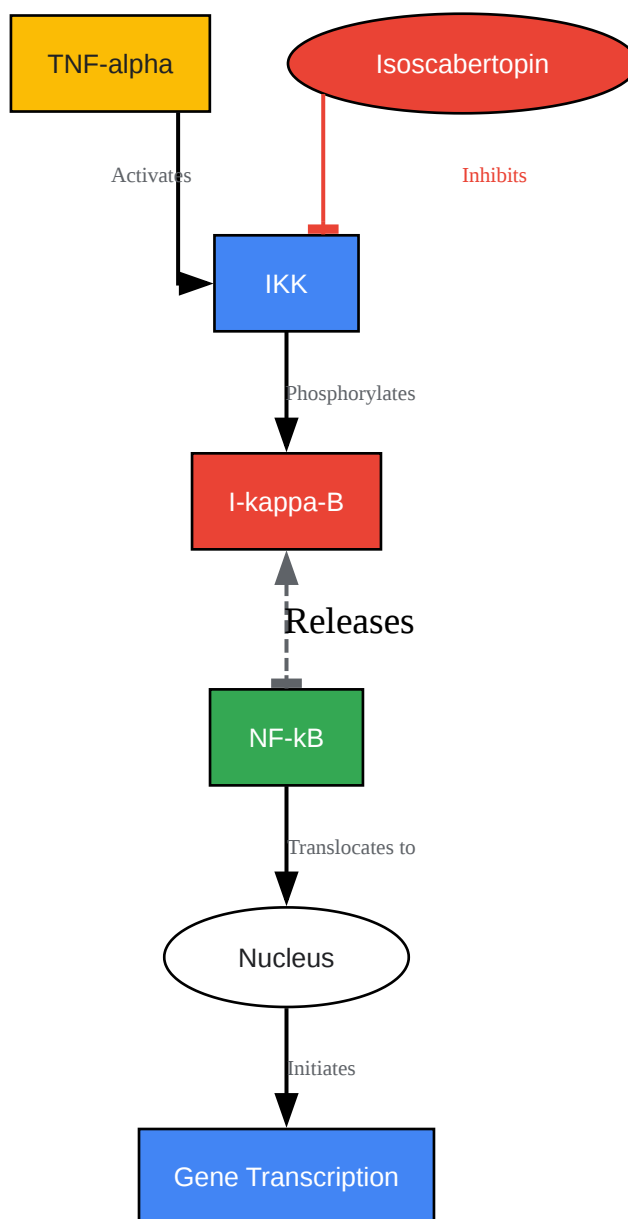 TNF-alpha
Isoscabertopin
Activates
Inhibits
IKK
Phosphorylates
I-kappa-B
Releases
NF-kB
Translocates to
Nucleus
Initiates
Gene Transcription